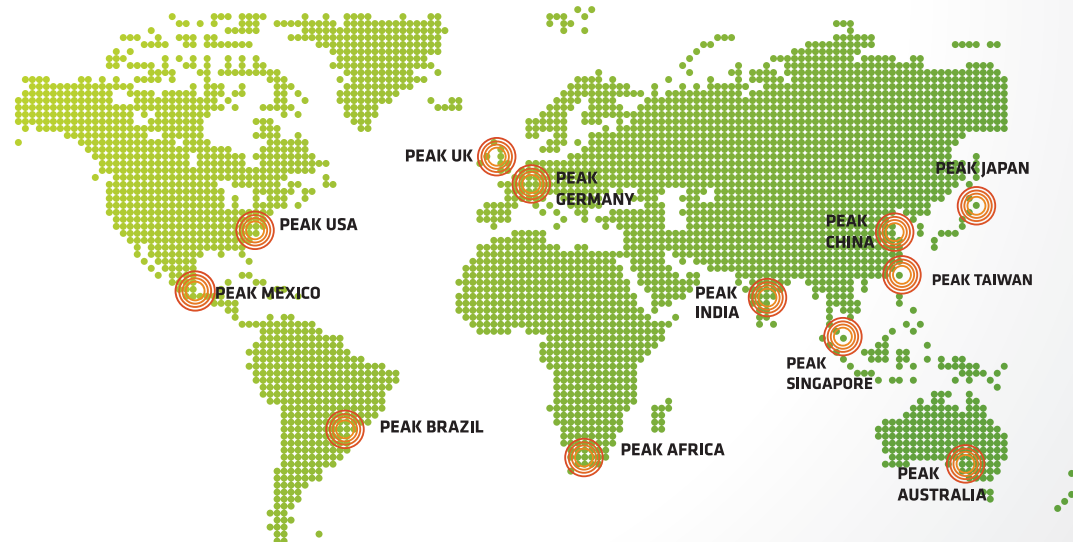 PEAK UK
PEAK
GERMANY
PEAK JAPAN
PEAK USA
PEAK
CHINA
PEAK MEXICO
PEAK
INDIA
PEAK TAIWAN
PEAK
SINGAPORE
PEAK BRAZIL
PEAK AFRICA
PEAK
AUSTRALIA